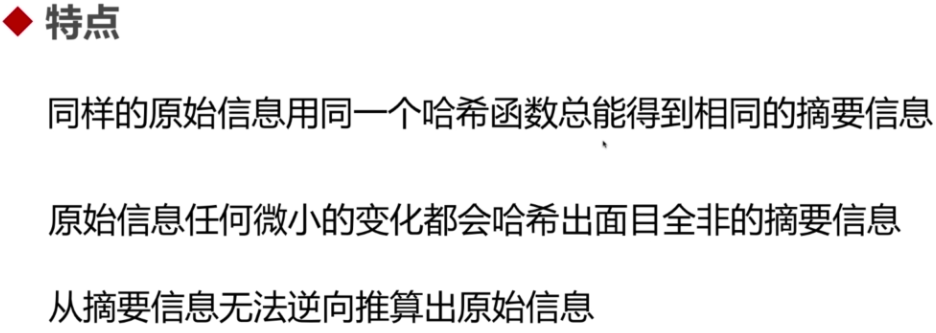 特点
同样的原始信息用同一个哈希函数总能得到相同的摘要信息
原始信息任何微小的变化都会哈希出面目全非的摘要信息
从摘要信息无法逆向推算出原始信息